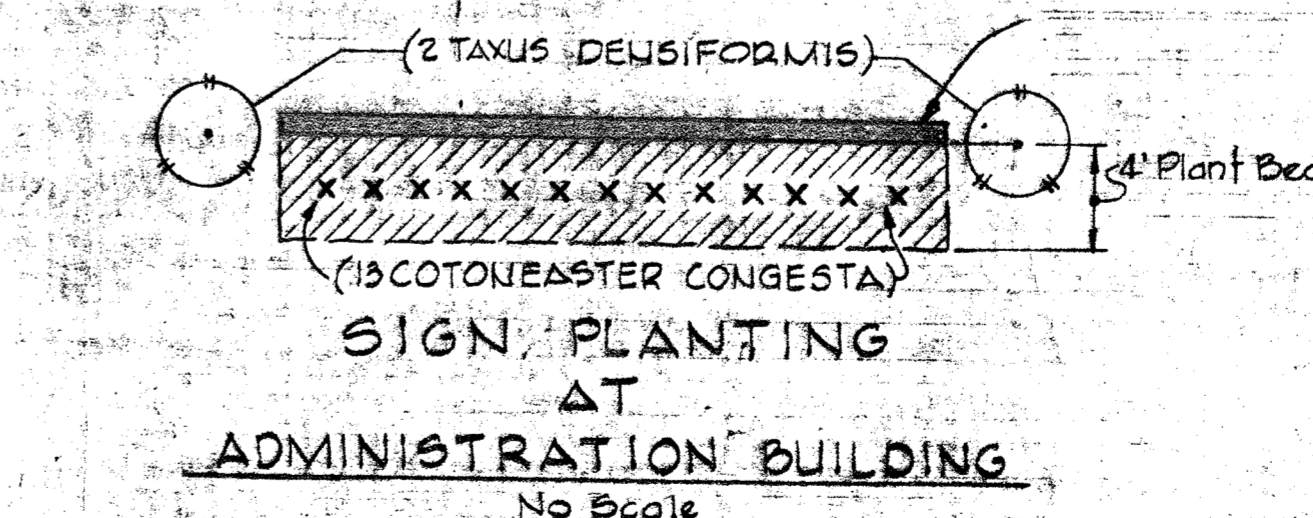 (2 TAXUS DENSIFORMIS)
4' Plant Bed
(13 COTONEASTER CONGESTA)
SIGN PLANTING
AT
ADMINISTRATION BUILDING
No Scale